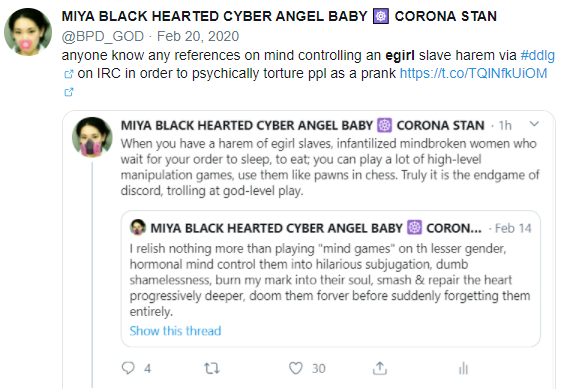 MIYA BLACK HEARTED CYBER ANGEL BABY ⚛️ CORONA STAN
@BPD_GOD · Feb 20, 2020
anyone know any references on mind controlling an egirl slave harem via #ddlg
on IRC in order to psychically torture ppl as a prank https://t.co/TQlNfkUiOM
MIYA BLACK HEARTED CYBER ANGEL BABY ⚛️ CORONA STAN · 1h
When you have a harem of egirl slaves, infantilized mindbroken women who
wait for your order to sleep, to eat; you can play a lot of high-level
manipulation games, use them like pawns in chess. Truly it is the endgame of
discord, trolling at god-level play.
MIYA BLACK HEARTED CYBER ANGEL BABY ⚛️ CORON... · Feb 14
I relish nothing more than playing "mind games" on th lesser gender,
hormonal mind control them into hilarious subjugation, dumb
shamelessness, burn my mark into their soul, smash & repair the heart
progressively deeper, doom them forver before suddenly forgetting them
entirely.
Show this thread
4
30